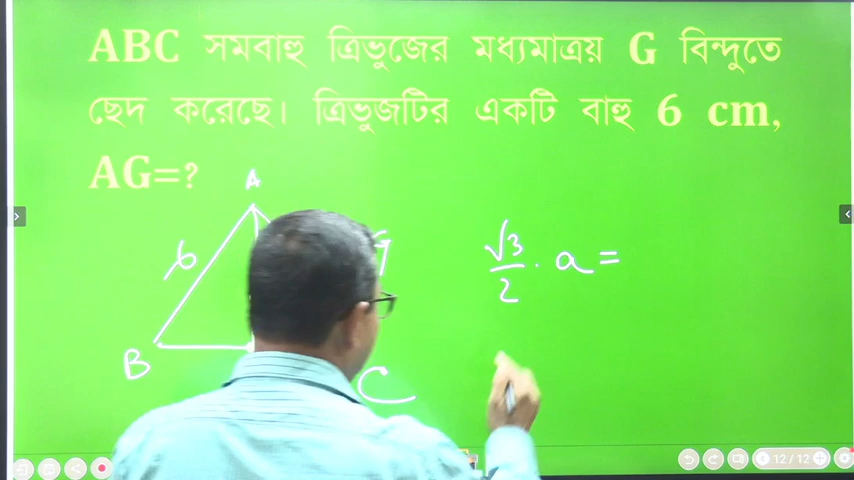 ABC সমবাহু ত্রিভুজের মধ্যমাত্রয় G বিন্দুতে
ছেদ করেছে। ত্রিভুজটির একটি বাহু 6 cm,
AG=?
A
6
√3/2 · a =
B
C
12 / 12